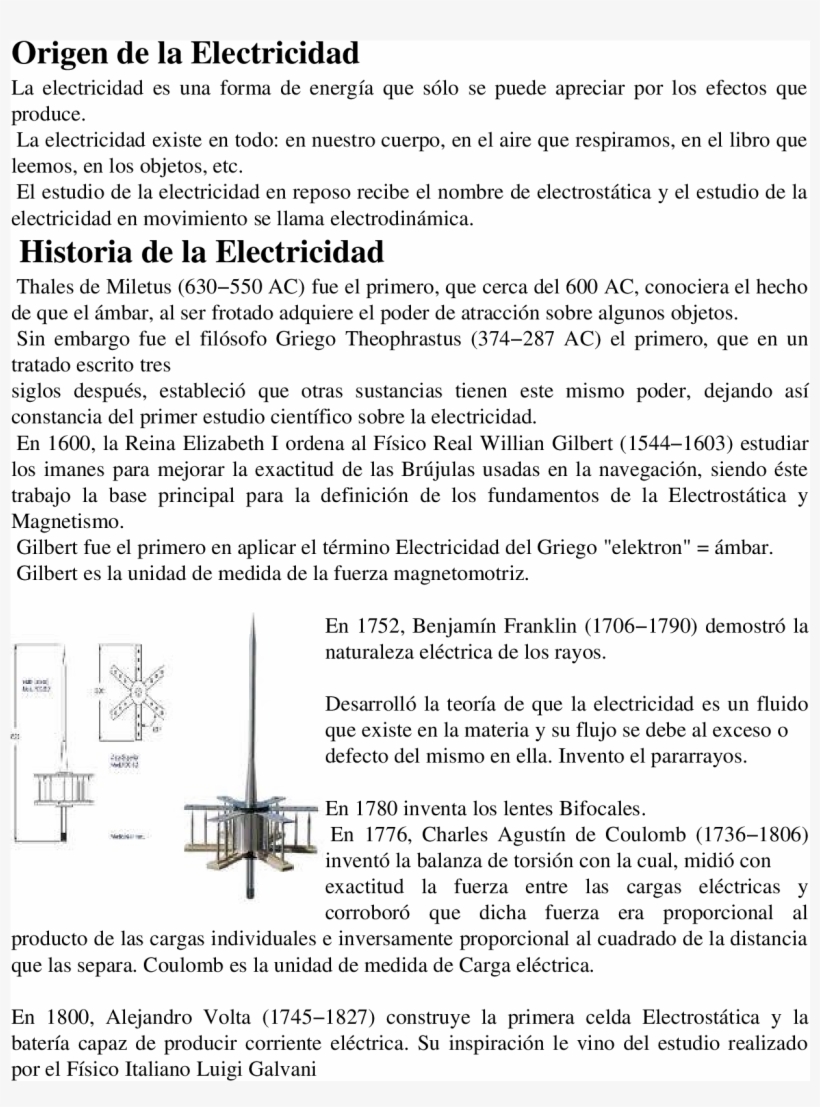 Origen de la Electricidad
La electricidad es una forma de energía que sólo se puede apreciar por los efectos que
produce.
La electricidad existe en todo: en nuestro cuerpo, en el aire que respiramos, en el libro que
leemos, en los objetos, etc.
El estudio de la electricidad en reposo recibe el nombre de electrostática y el estudio de la
electricidad en movimiento se llama electrodinámica.
Historia de la Electricidad
Thales de Miletus (630−550 AC) fue el primero, que cerca del 600 AC, conociera el hecho
de que el ámbar, al ser frotado adquiere el poder de atracción sobre algunos objetos.
Sin embargo fue el filósofo Griego Theophrastus (374−287 AC) el primero, que en un
tratado escrito tres
siglos después, estableció que otras sustancias tienen este mismo poder, dejando así
constancia del primer estudio científico sobre la electricidad.
En 1600, la Reina Elizabeth I ordena al Físico Real Willian Gilbert (1544−1603) estudiar
los imanes para mejorar la exactitud de las Brújulas usadas en la navegación, siendo éste
trabajo la base principal para la definición de los fundamentos de la Electrostática y
Magnetismo.
Gilbert fue el primero en aplicar el término Electricidad del Griego "elektron" = ámbar.
Gilbert es la unidad de medida de la fuerza magnetomotriz.
En 1752, Benjamín Franklin (1706−1790) demostró la
naturaleza eléctrica de los rayos.
Desarrolló la teoría de que la electricidad es un fluido
que existe en la materia y su flujo se debe al exceso o
defecto del mismo en ella. Invento el pararrayos.
En 1780 inventa los lentes Bifocales.
En 1776, Charles Agustín de Coulomb (1736−1806)
inventó la balanza de torsión con la cual, midió con
exactitud la fuerza entre las cargas eléctricas y
corroboró que dicha fuerza era proporcional al
producto de las cargas individuales e inversamente proporcional al cuadrado de la distancia
que las separa. Coulomb es la unidad de medida de Carga eléctrica.
En 1800, Alejandro Volta (1745−1827) construye la primera celda Electrostática y la
batería capaz de producir corriente eléctrica. Su inspiración le vino del estudio realizado
por el Físico Italiano Luigi Galvani